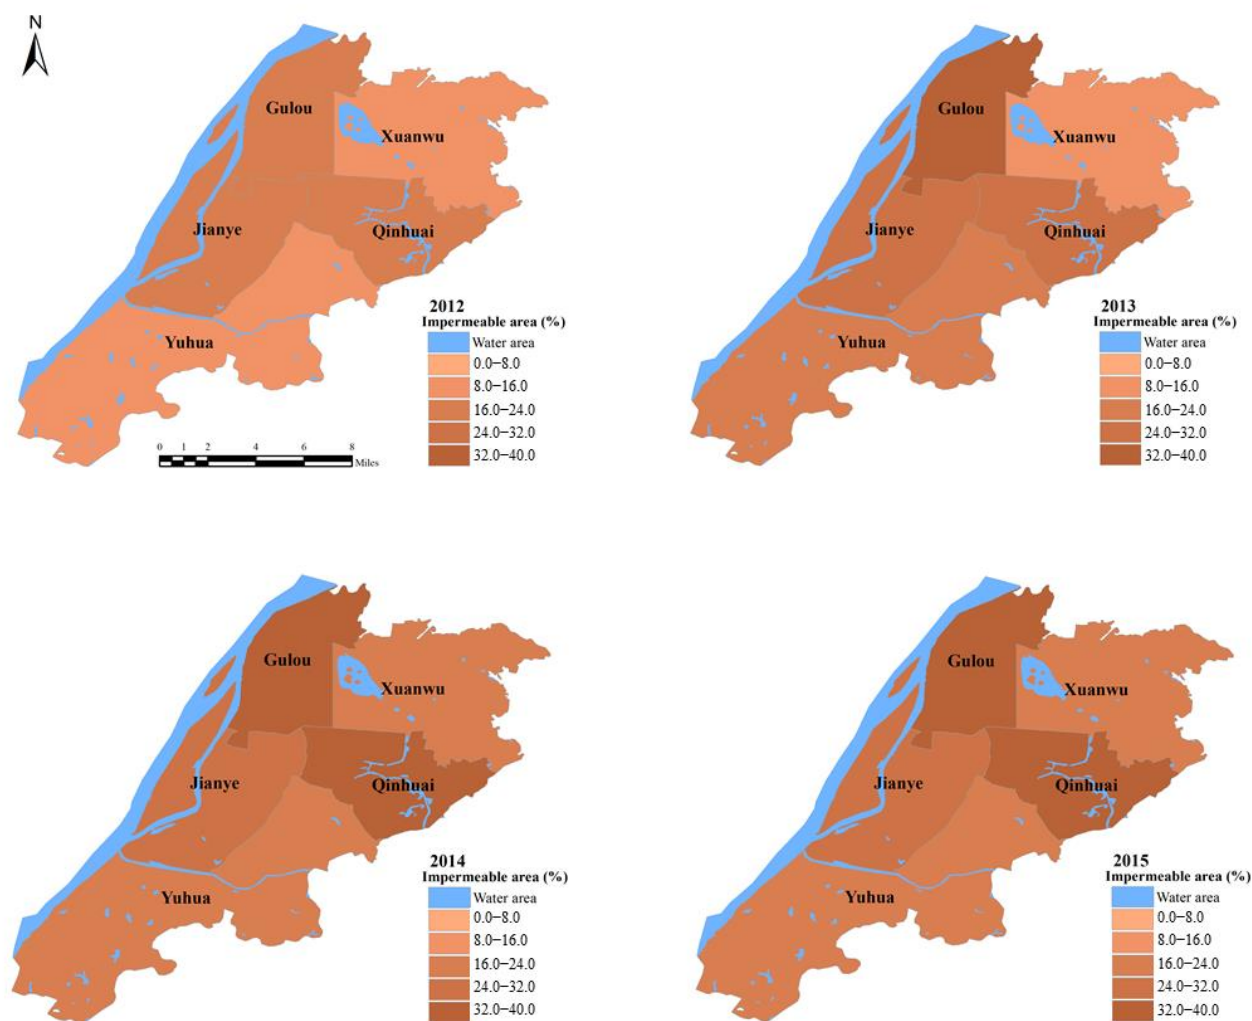 N
Gulou
Xuanwu
Jianye
Qinhuai
Yuhua
2012
Impermeable area (%)
Water area
0.0–8.0
8.0–16.0
16.0–24.0
24.0–32.0
32.0–40.0
0 1 2 4 6 8
Miles
Gulou
Xuanwu
Jianye
Qinhuai
Yuhua
2013
Impermeable area (%)
Water area
0.0–8.0
8.0–16.0
16.0–24.0
24.0–32.0
32.0–40.0
Gulou
Xuanwu
Jianye
Qinhuai
Yuhua
2014
Impermeable area (%)
Water area
0.0–8.0
8.0–16.0
16.0–24.0
24.0–32.0
32.0–40.0
Gulou
Xuanwu
Jianye
Qinhuai
Yuhua
2015
Impermeable area (%)
Water area
0.0–8.0
8.0–16.0
16.0–24.0
24.0–32.0
32.0–40.0